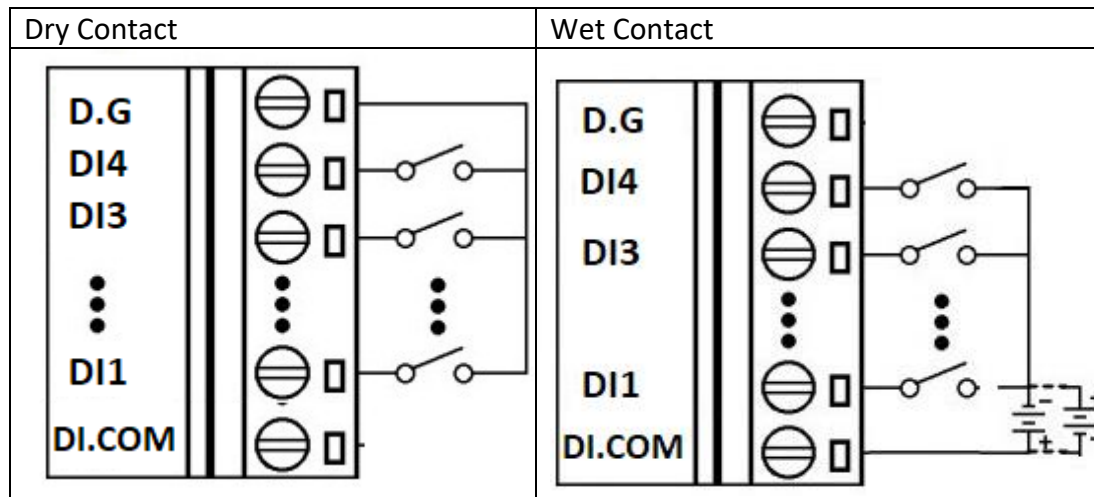 Dry Contact
Wet Contact
D.G
DI4
DI3
DI1
DI.COM
D.G
DI4
DI3
DI1
DI.COM
-
+